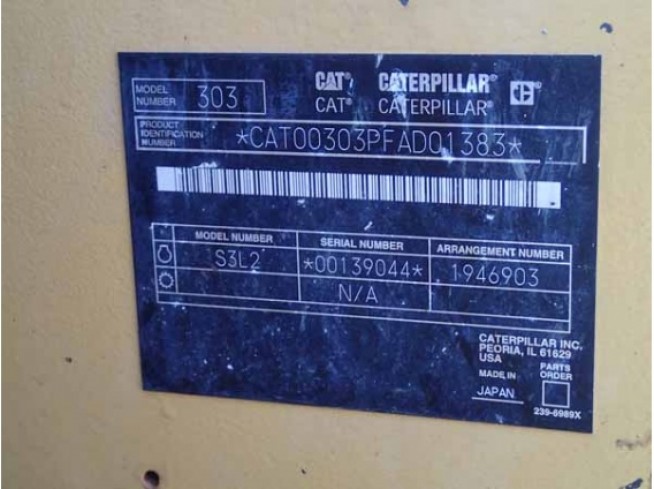 MODEL NUMBER 303
CAT® CATERPILLAR®
CAT® CATERPILLAR®
PRODUCT
IDENTIFICATION
NUMBER
*CAT00303PFAD01383*
MODEL NUMBER SERIAL NUMBER ARRANGEMENT NUMBER
S3L2 *00139044* 1946903
N/A
CATERPILLAR INC.
PEORIA, IL 61629
USA
MADE IN
JAPAN
PARTS
ORDER
239-6989X